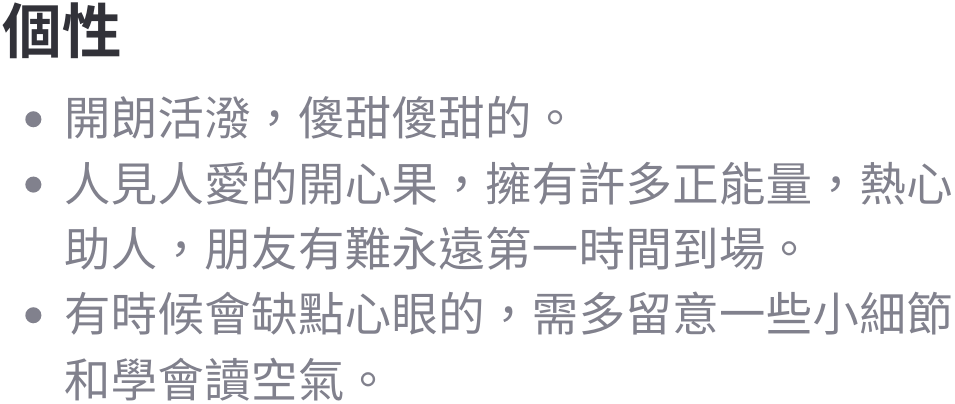 個性
• 開朗活潑，傻甜傻甜的。
• 人見人愛的開心果，擁有許多正能量，熱心
助人，朋友有難永遠第一時間到場。
• 有時候會缺點心眼的，需多留意一些小細節
和學會讀空氣。